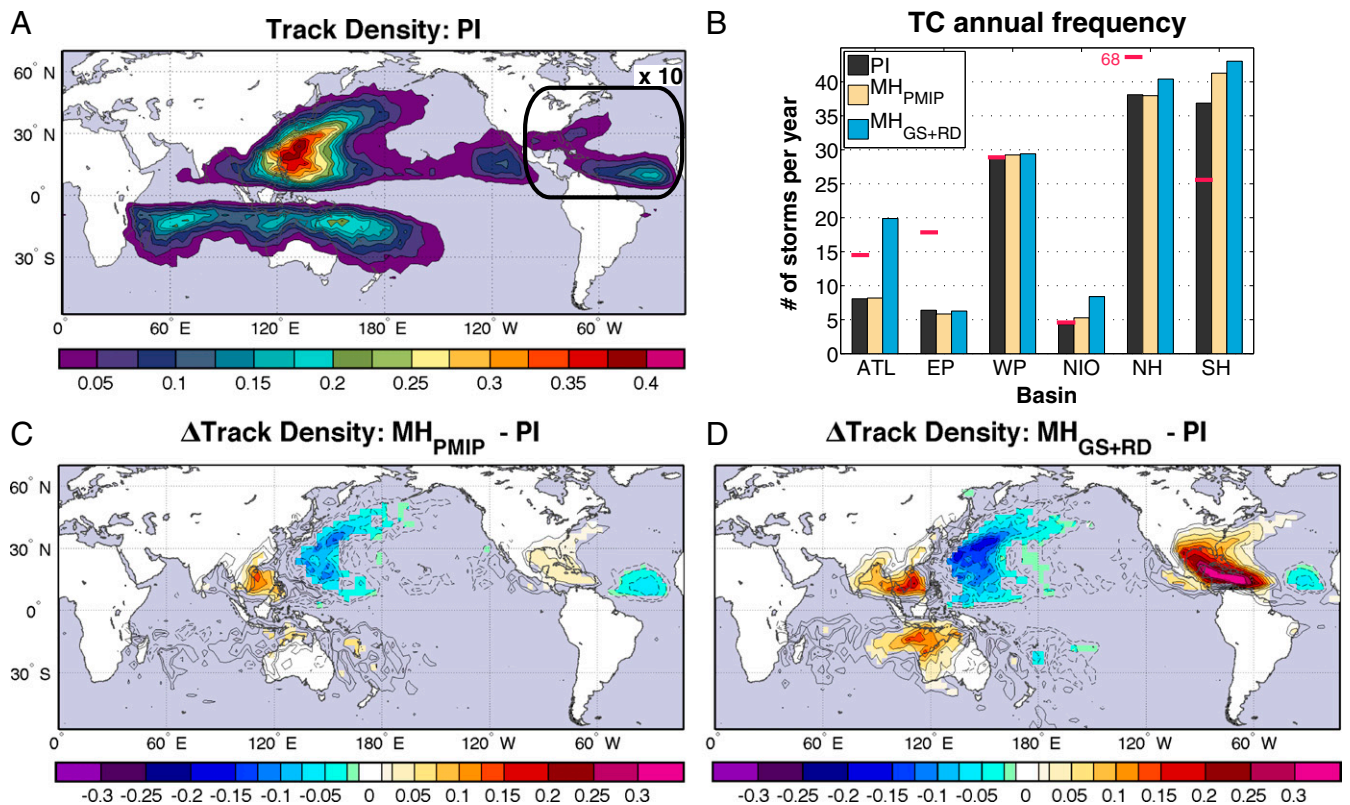 A
Track Density: PI
x 10
60° N
30° N
0°
30° S
0°
60° E
120° E
180° E
120° W
60° W
0.05
0.1
0.15
0.2
0.25
0.3
0.35
0.4
B
TC annual frequency
PI
MH PMIP
MH GS+RD
68
# of storms per year
40
35
30
25
20
15
10
5
0
ATL
EP
WP
NIO
NH
SH
Basin
C
ΔTrack Density: MH PMIP - PI
60° N
30° N
0°
30° S
0°
60° E
120° E
180° E
120° W
60° W
-0.3
-0.25
-0.2
-0.15
-0.1
-0.05
0
0.05
0.1
0.15
0.2
0.25
0.3
D
ΔTrack Density: MH GS+RD - PI
60° N
30° N
0°
30° S
0°
60° E
120° E
180° E
120° W
60° W
-0.3
-0.25
-0.2
-0.15
-0.1
-0.05
0
0.05
0.1
0.15
0.2
0.25
0.3